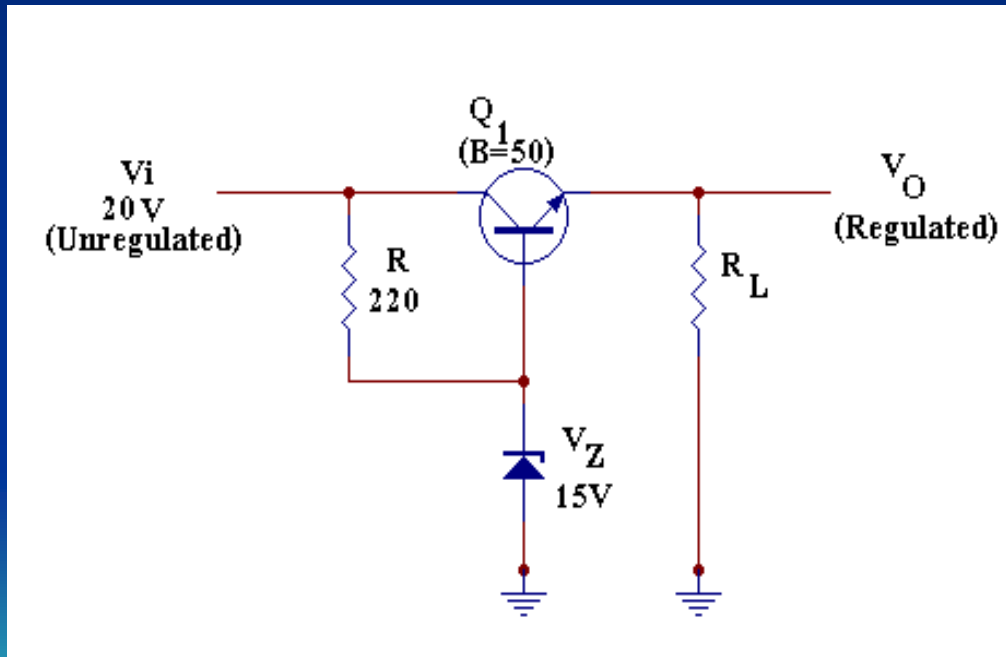 Q1
(B=50)
Vi
20V
(Unregulated)
VO
(Regulated)
R
220
RL
VZ
15V